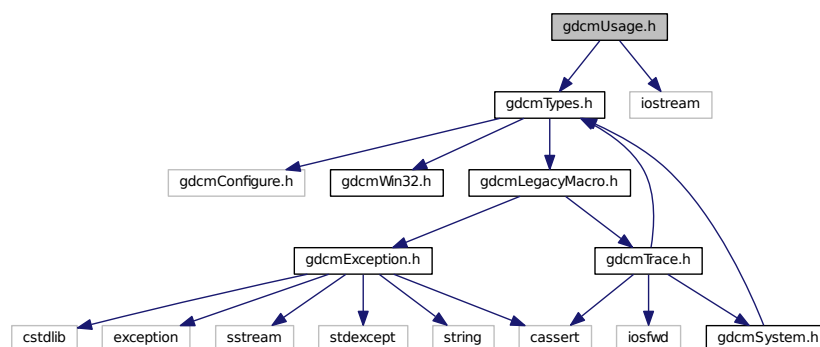 gdcmUsage.h
gdcmTypes.h
iostream
gdcmConfigure.h
gdcmWin32.h
gdcmLegacyMacro.h
gdcmException.h
gdcmTrace.h
cstdlib
exception
sstream
stdexcept
string
cassert
iosfwd
gdcmSystem.h